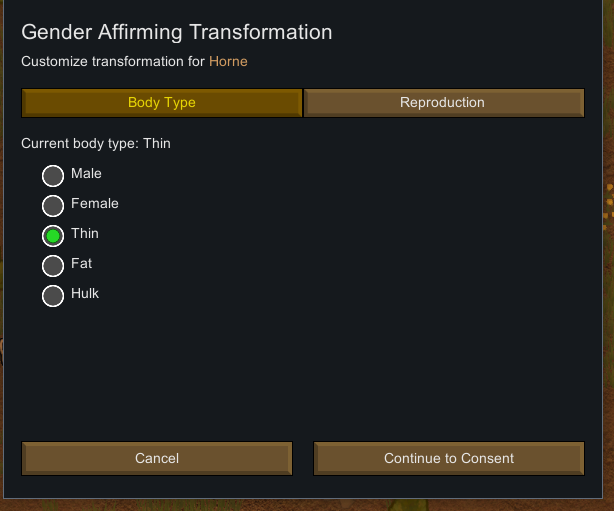 Gender Affirming Transformation
Customize transformation for Horne
Body Type
Reproduction
Current body type: Thin
Male
Female
Thin
Fat
Hulk
Cancel
Continue to Consent